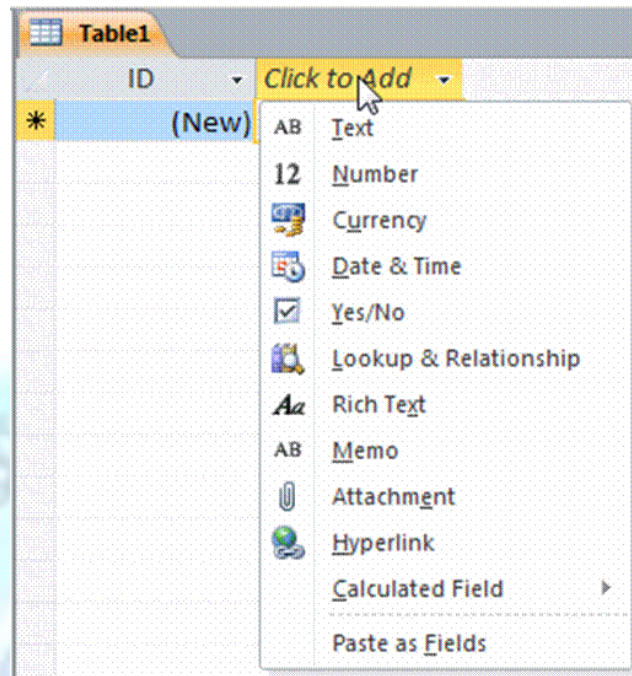 Table1
ID Click to Add
(New)
AB Text
12 Number
Currency
Date & Time
Yes/No
Lookup & Relationship
Aa Rich Text
AB Memo
Attachment
Hyperlink
Calculated Field
Paste as Fields